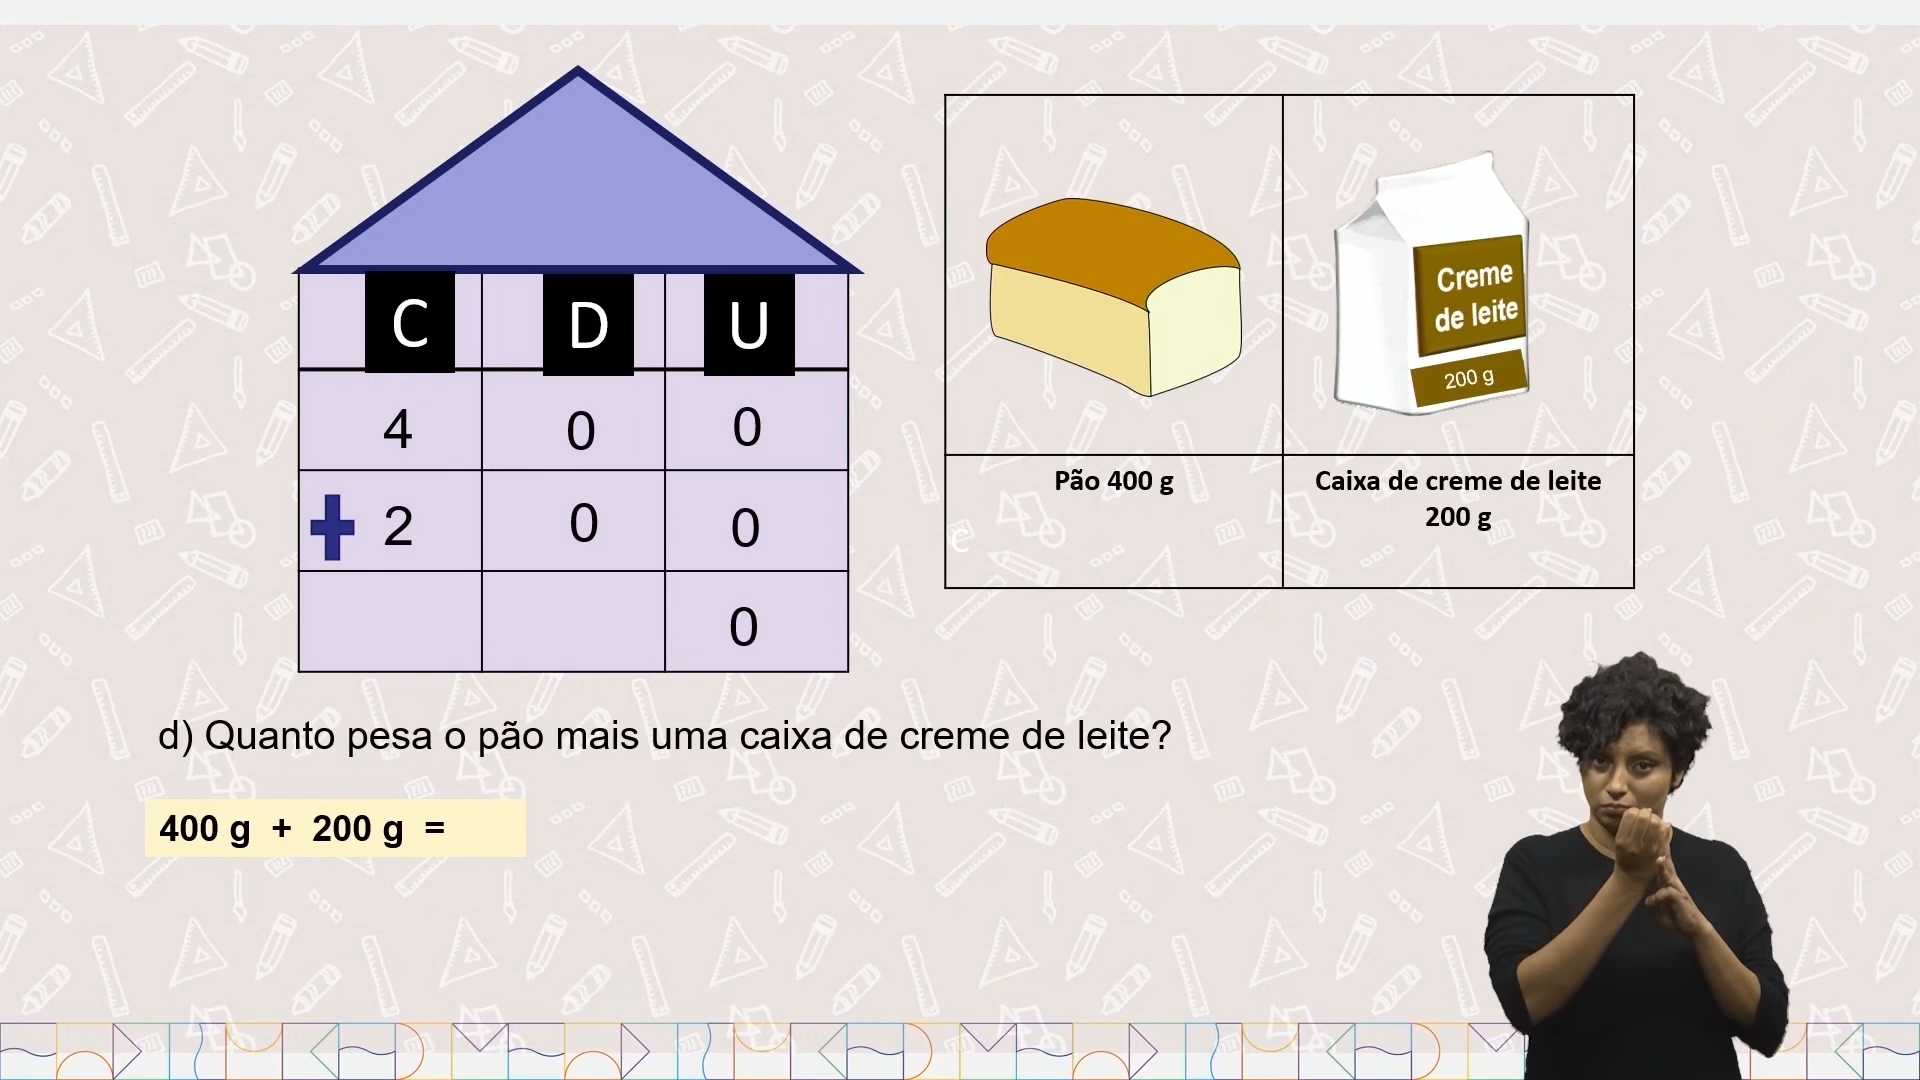 C D U
4 0 0
+ 2 0 0
0
Creme
de leite
200 g
Pão 400 g
Caixa de creme de leite
200 g
c
d) Quanto pesa o pão mais uma caixa de creme de leite?
400 g + 200 g =